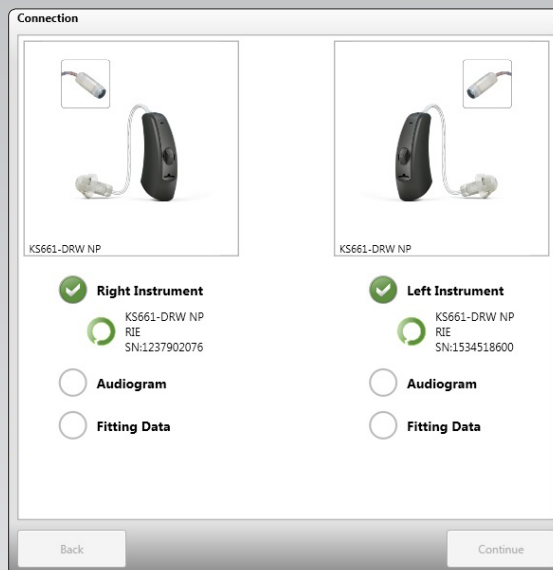 Connection
KS661-DRW NP
Right Instrument
KS661-DRW NP
RIE
SN:1237902076
Audiogram
Fitting Data
KS661-DRW NP
Left Instrument
KS661-DRW NP
RIE
SN:1534518600
Audiogram
Fitting Data
Back
Continue